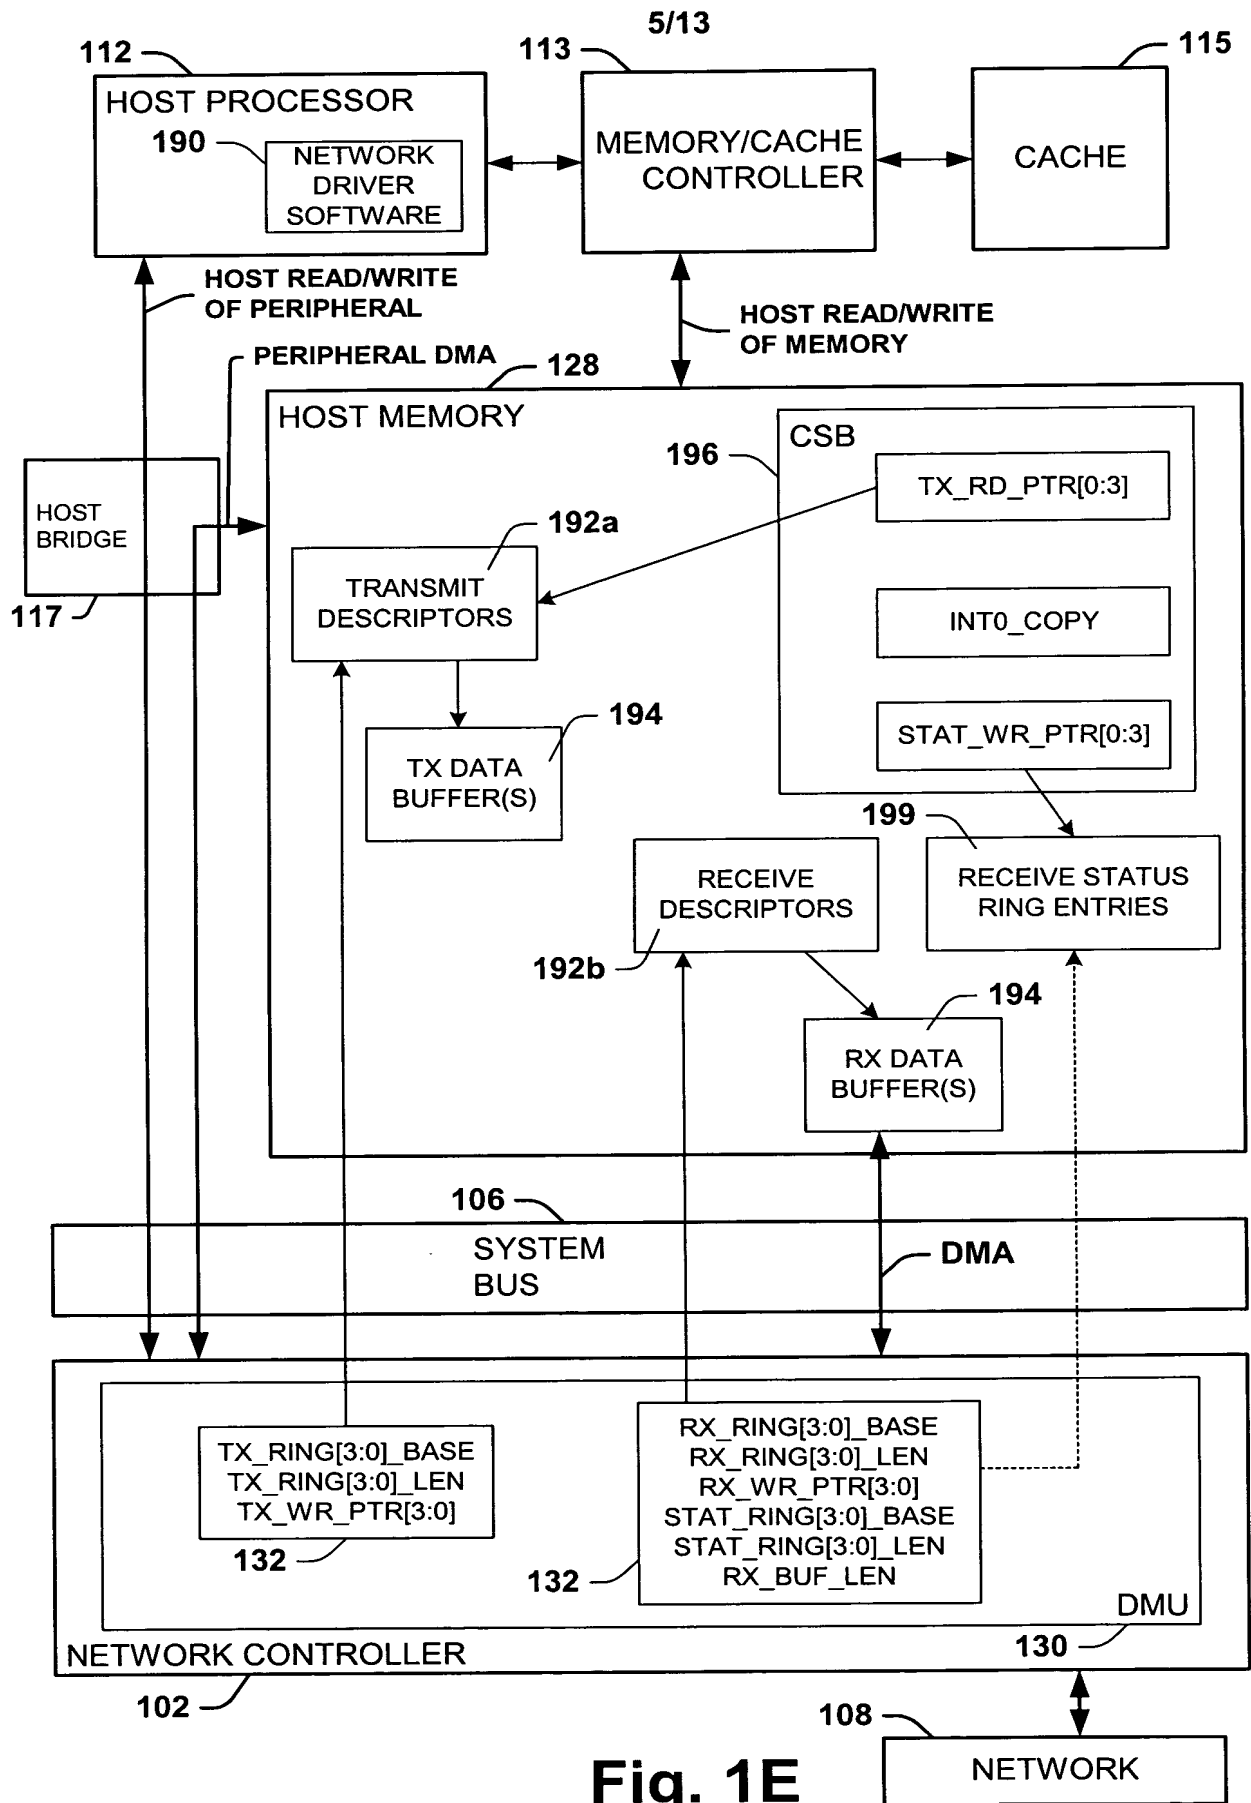 5/13
112
113
115
HOST PROCESSOR
190
NETWORK
DRIVER
SOFTWARE
MEMORY/CACHE
CONTROLLER
CACHE
HOST READ/WRITE
OF PERIPHERAL
HOST READ/WRITE
OF MEMORY
PERIPHERAL DMA
128
HOST MEMORY
CSB
196
TX_RD_PTR[0:3]
HOST
BRIDGE
117
192a
TRANSMIT
DESCRIPTORS
INT0_COPY
194
TX DATA
BUFFER(S)
STAT_WR_PTR[0:3]
199
RECEIVE
DESCRIPTORS
192b
RECEIVE STATUS
RING ENTRIES
194
RX DATA
BUFFER(S)
106
SYSTEM
BUS
DMA
TX_RING[3:0]_BASE
TX_RING[3:0]_LEN
TX_WR_PTR[3:0]
132
RX_RING[3:0]_BASE
RX_RING[3:0]_LEN
RX_WR_PTR[3:0]
STAT_RING[3:0]_BASE
STAT_RING[3:0]_LEN
RX_BUF_LEN
132
DMU
130
NETWORK CONTROLLER
102
108
NETWORK
Fig. 1E